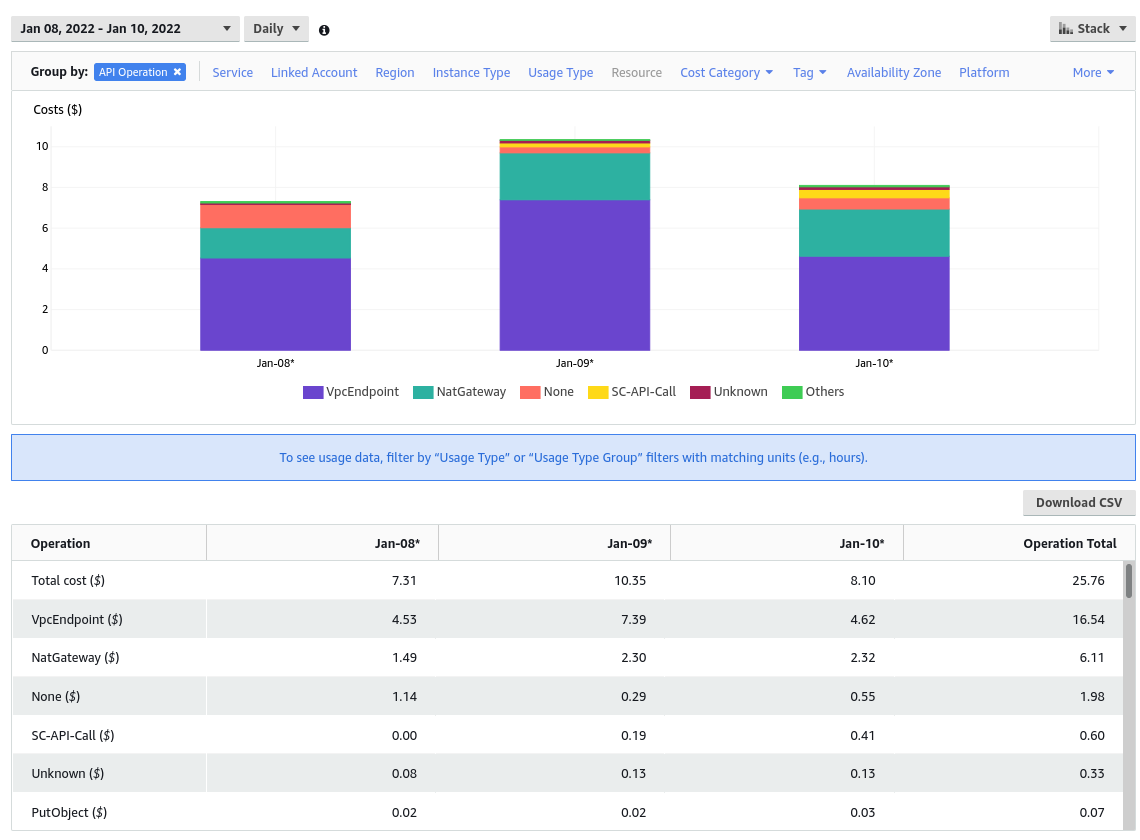 Jan 08, 2022 - Jan 10, 2022 Daily Stack
Group by: API Operation Service Linked Account Region Instance Type Usage Type Resource Cost Category Tag Availability Zone Platform More
Costs ($)
10
8
6
4
2
0
Jan-08* Jan-09* Jan-10*
VpcEndpoint NatGateway None SC-API-Call Unknown Others
To see usage data, filter by “Usage Type” or “Usage Type Group” filters with matching units (e.g., hours).
Download CSV
Operation Jan-08* Jan-09* Jan-10* Operation Total
Total cost ($) 7.31 10.35 8.10 25.76
VpcEndpoint ($) 4.53 7.39 4.62 16.54
NatGateway ($) 1.49 2.30 2.32 6.11
None ($) 1.14 0.29 0.55 1.98
SC-API-Call ($) 0.00 0.19 0.41 0.60
Unknown ($) 0.08 0.13 0.13 0.33
PutObject ($) 0.02 0.02 0.03 0.07